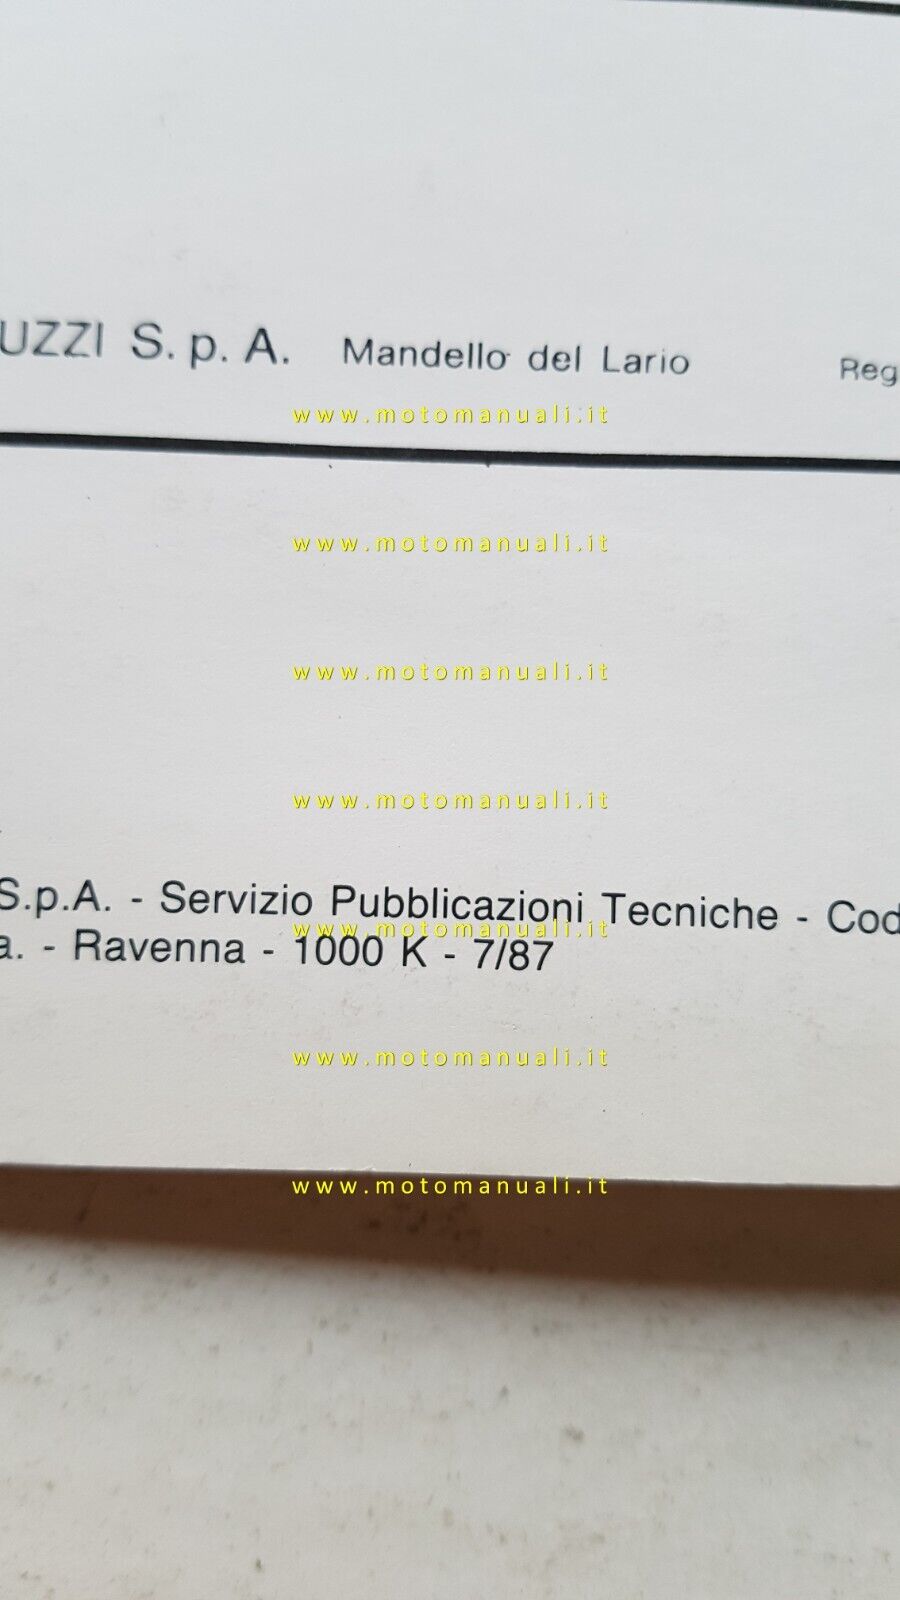 UZZI S. p. A. Mandello del Lario Reg
www.motomanuali.it
www.motomanuali.it
www.motomanuali.it
www.motomanuali.it
S.p.A. - Servizio Pubblicazioni Tecniche - Cod
www.motomanuali.it
a. - Ravenna - 1000 K - 7/87
www.motomanuali.it
www.motomanuali.it